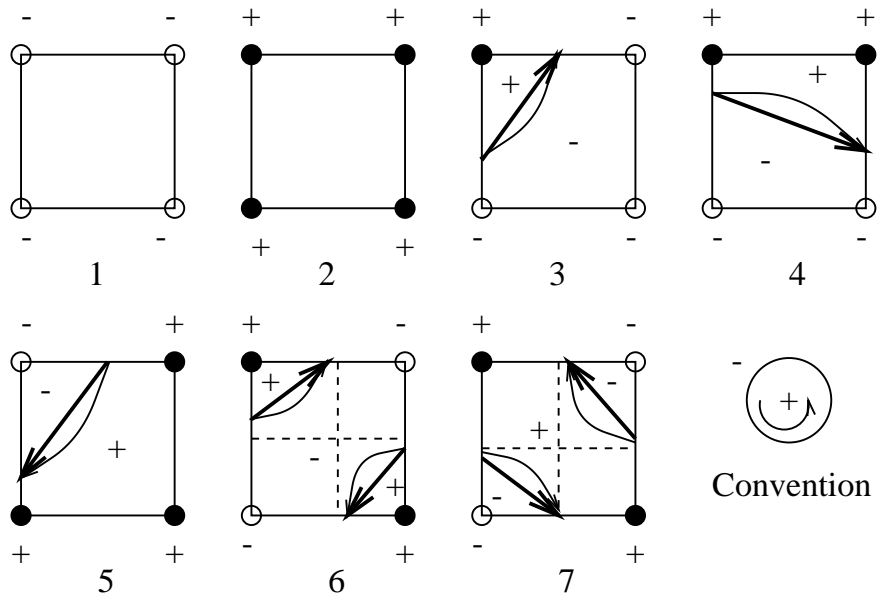 - - + + + - + +
+ + -
- -
- - + + - - - -
1 2 3 4
- + + - + -
- + - -
+ + +
-
+ - Convention
+ + - + - +
5 6 7